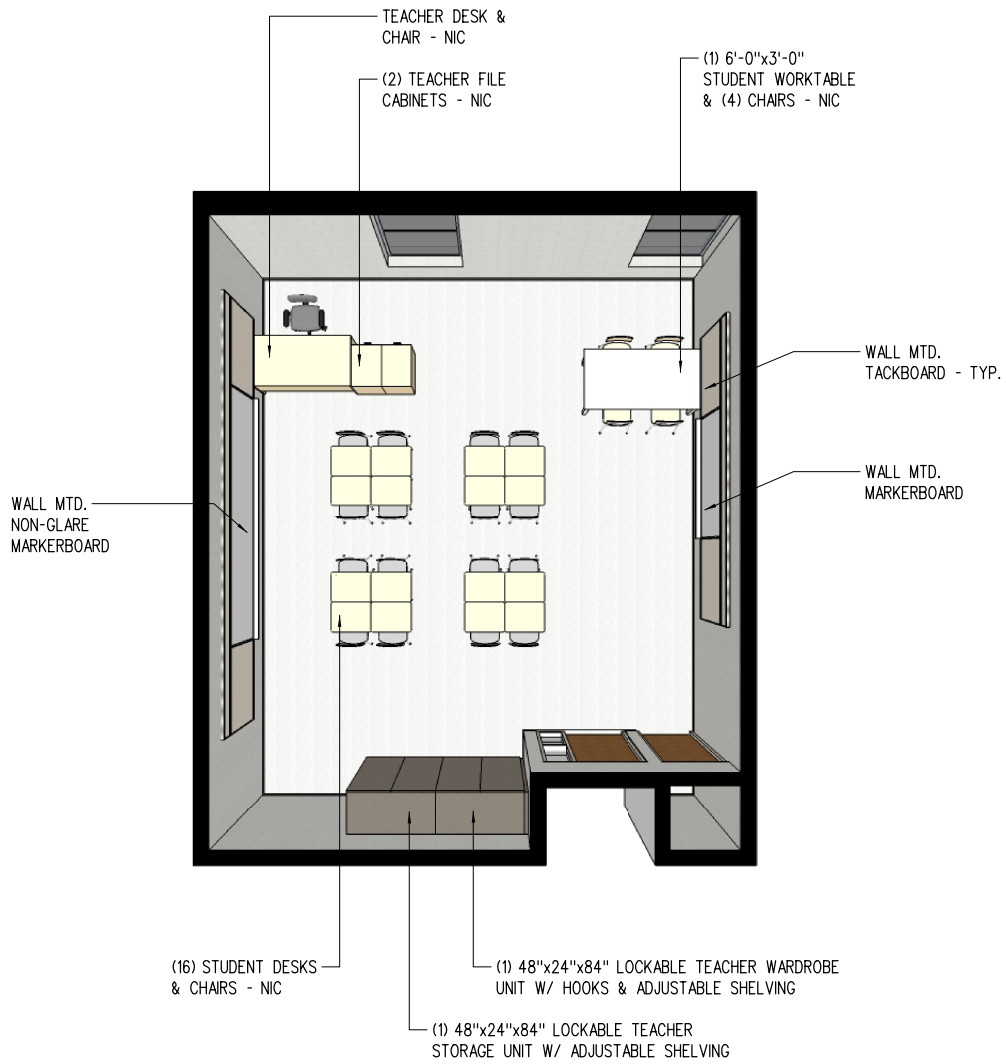 TEACHER DESK &
CHAIR - NIC
(2) TEACHER FILE
CABINETS - NIC
(1) 6'-0"x3'-0"
STUDENT WORKTABLE
& (4) CHAIRS - NIC
WALL MTD.
TACKBOARD - TYP.
WALL MTD.
MARKERBOARD
WALL MTD.
NON-GLARE
MARKERBOARD
(16) STUDENT DESKS
& CHAIRS - NIC
(1) 48"x24"x84" LOCKABLE TEACHER WARDROBE
UNIT W/ HOOKS & ADJUSTABLE SHELVING
(1) 48"x24"x84" LOCKABLE TEACHER
STORAGE UNIT W/ ADJUSTABLE SHELVING